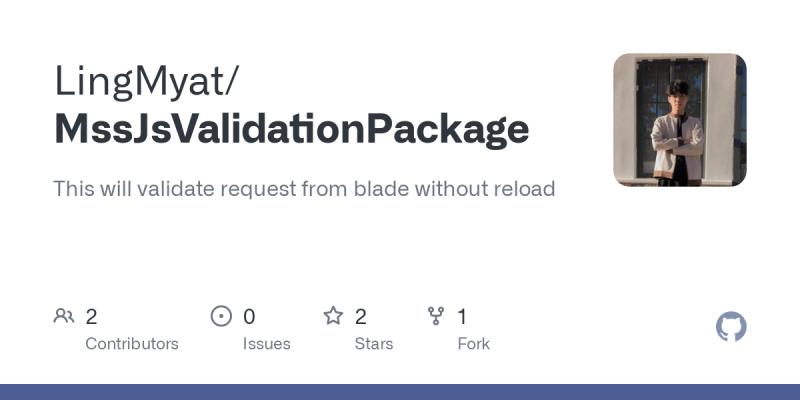 LingMyat/
MssJsValidationPackage
This will validate request from blade without reload
2
Contributors
0
Issues
2
Stars
1
Fork